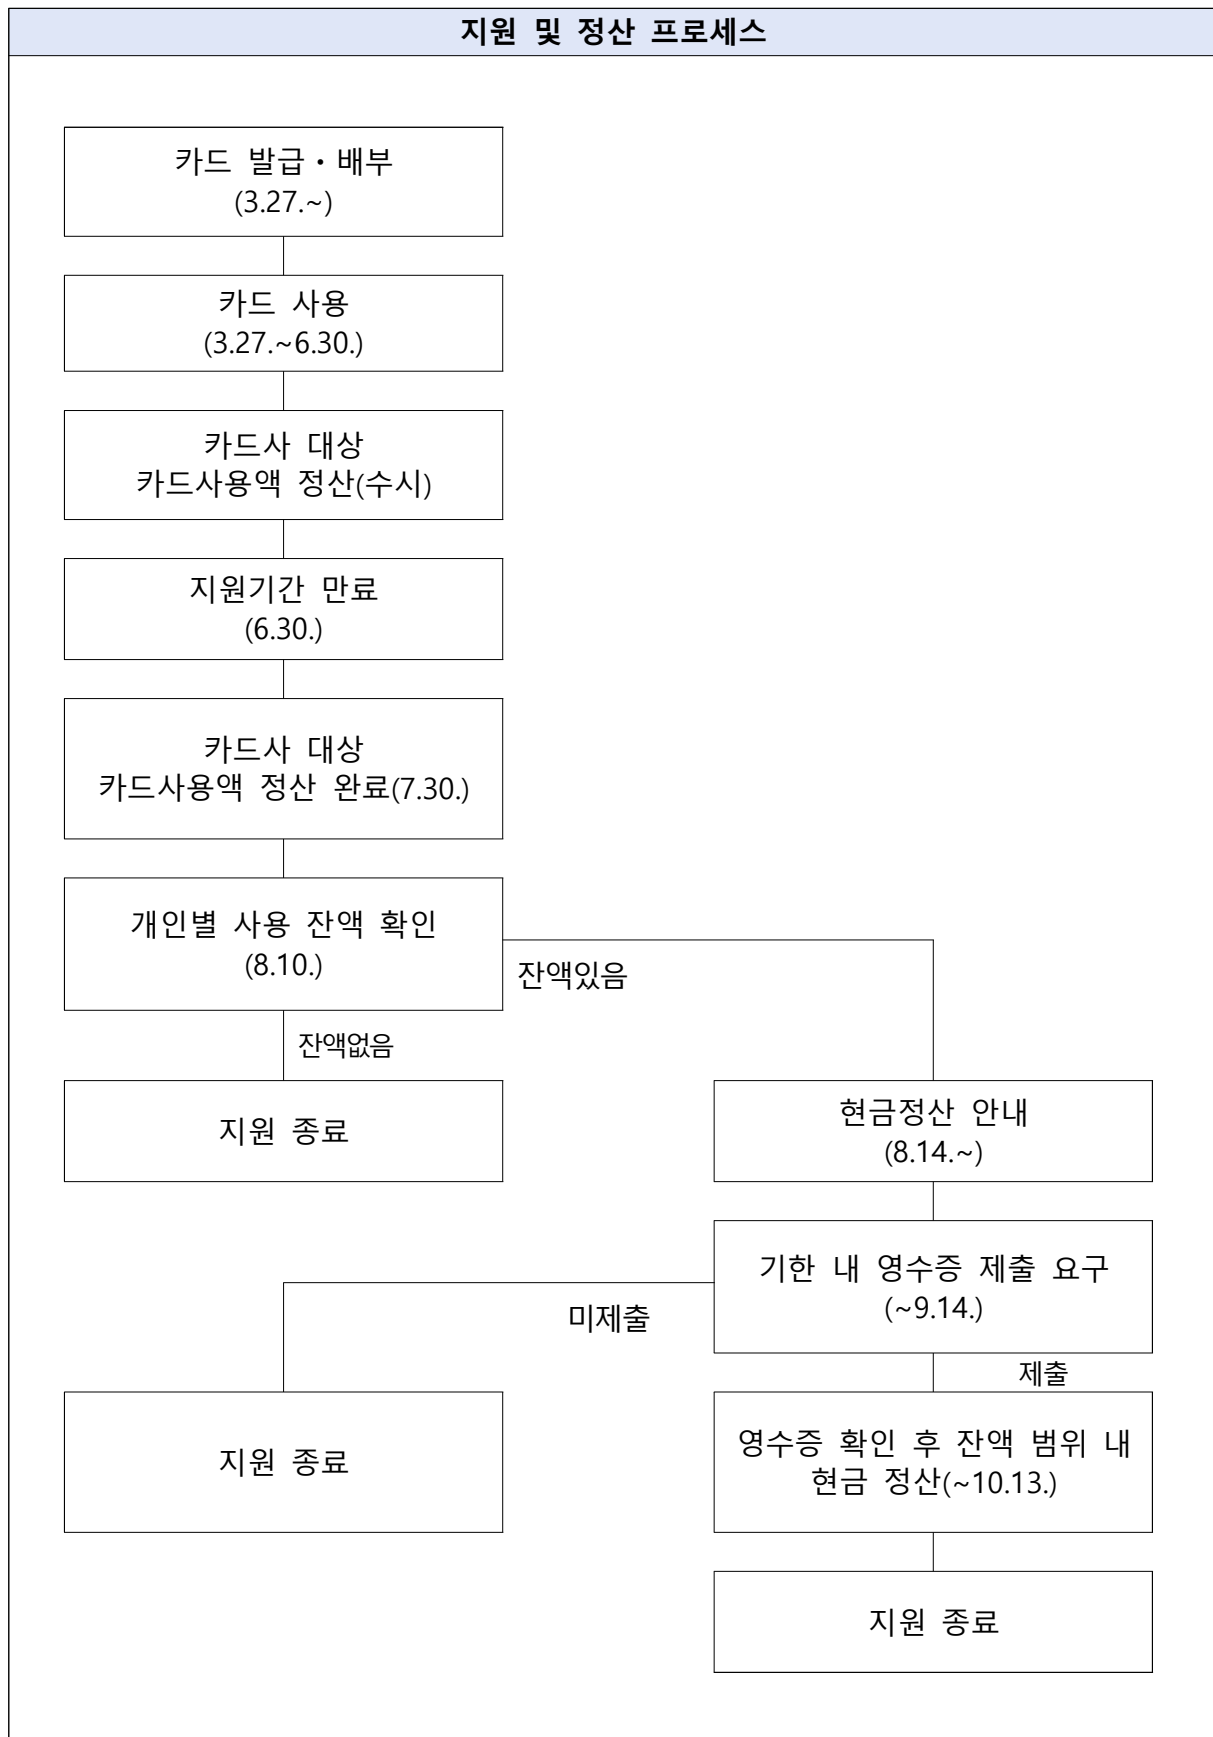 지원 및 정산 프로세스
카드 발급・배부
(3.27.~)
카드 사용
(3.27.~6.30.)
카드사 대상
카드사용액 정산(수시)
지원기간 만료
(6.30.)
카드사 대상
카드사용액 정산 완료(7.30.)
개인별 사용 잔액 확인
(8.10.)
잔액있음
잔액없음
지원 종료
현금정산 안내
(8.14.~)
기한 내 영수증 제출 요구
(~9.14.)
미제출
제출
지원 종료
영수증 확인 후 잔액 범위 내
현금 정산(~10.13.)
지원 종료